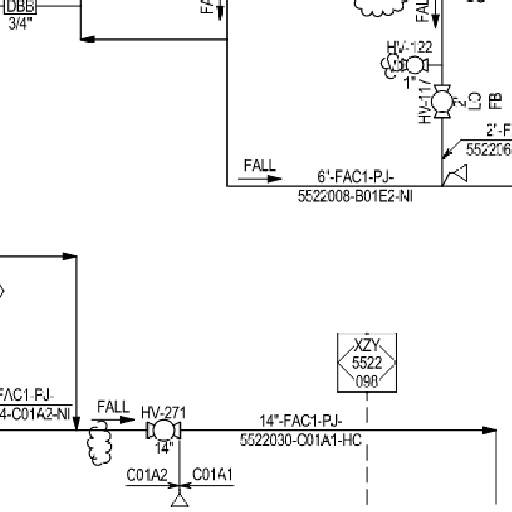 DBB
3/4"
FA
FALL
HV-122
1"
HV-117
LO
FB
2"-F
552206
FALL
6"-FAC1-PJ-
5522008-B01E2-NI
XZY
5522
098
FAC1-PJ-
4-C01A2-NI
FALL
HV-271
14"
14"-FAC1-PJ-
5522030-C01A1-HC
C01A2
C01A1